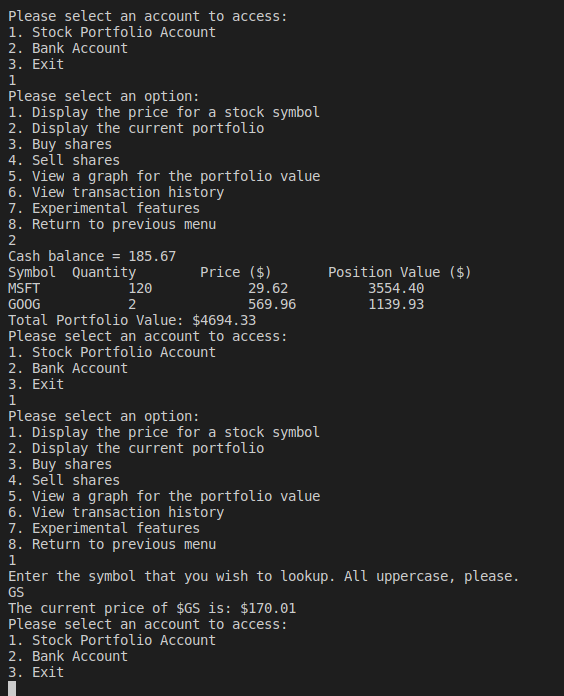 Please select an account to access:
1. Stock Portfolio Account
2. Bank Account
3. Exit
1
Please select an option:
1. Display the price for a stock symbol
2. Display the current portfolio
3. Buy shares
4. Sell shares
5. View a graph for the portfolio value
6. View transaction history
7. Experimental features
8. Return to previous menu
2
Cash balance = 185.67
Symbol  Quantity        Price ($)       Position Value ($)
MSFT           120            29.62          3554.40
GOOG           2              569.96         1139.93
Total Portfolio Value: $4694.33
Please select an account to access:
1. Stock Portfolio Account
2. Bank Account
3. Exit
1
Please select an option:
1. Display the price for a stock symbol
2. Display the current portfolio
3. Buy shares
4. Sell shares
5. View a graph for the portfolio value
6. View transaction history
7. Experimental features
8. Return to previous menu
1
Enter the symbol that you wish to lookup. All uppercase, please.
GS
The current price of $GS is: $170.01
Please select an account to access:
1. Stock Portfolio Account
2. Bank Account
3. Exit